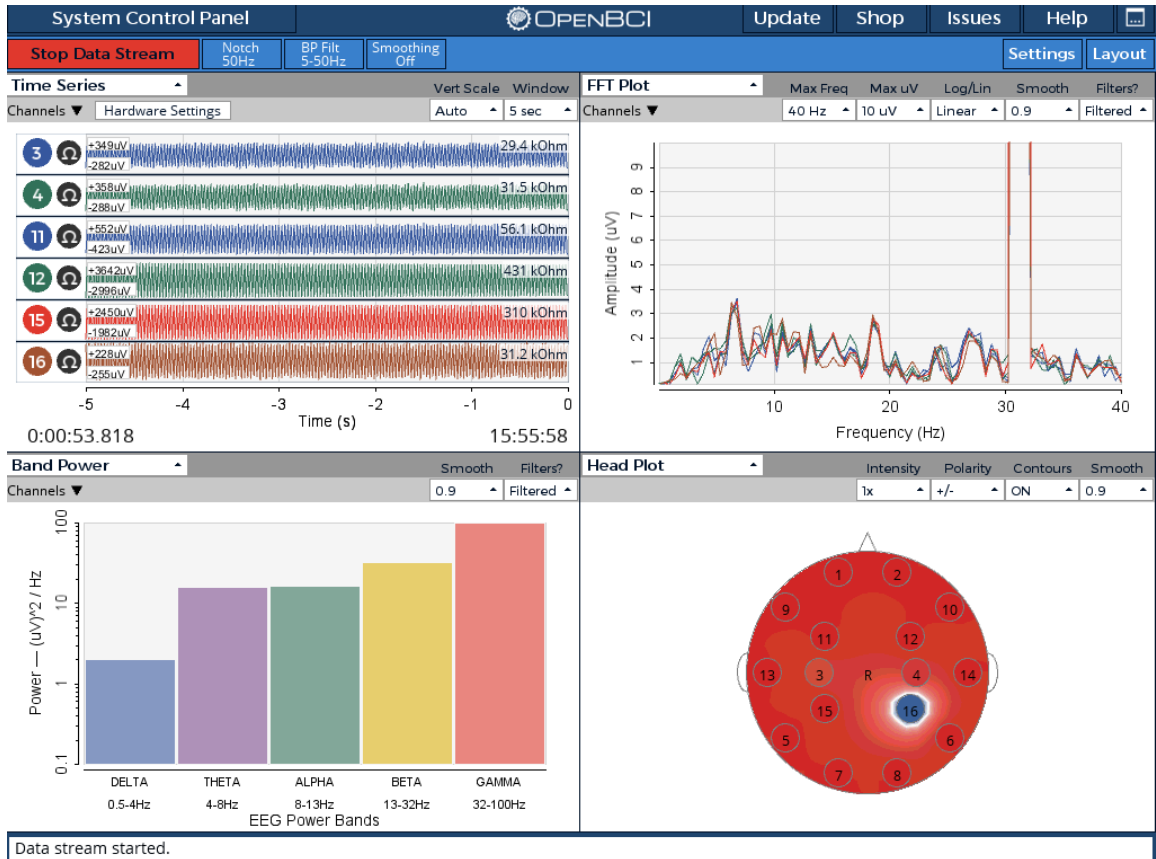 System Control Panel OpenBCI Update Shop Issues Help
Stop Data Stream Notch 50Hz BP Filt 5-50Hz Smoothing Off Settings Layout
Time Series Vert Scale Window
Channels ▼ Hardware Settings Auto 5 sec
3 Ω +349uV -282uV 29.4 kOhm
4 Ω +358uV -288uV 31.5 kOhm
11 Ω +552uV -423uV 56.1 kOhm
12 Ω +3642uV -2996uV 431 kOhm
15 Ω +2450uV -1982uV 310 kOhm
16 Ω +228uV -255uV 31.2 kOhm
-5 -4 -3 -2 -1 0
Time (s)
0:00:53.818 15:55:58
FFT Plot Max Freq Max uV Log/Lin Smooth Filters?
Channels ▼ 40 Hz 10 uV Linear 0.9 Filtered
Amplitude (uV)
9
8
7
6
5
4
3
2
1
10 20 30 40
Frequency (Hz)
Band Power Smooth Filters?
Channels ▼ 0.9 Filtered
Power — (uV)^2 / Hz
100
10
1
0.1
DELTA THETA ALPHA BETA GAMMA
0.5-4Hz 4-8Hz 8-13Hz 13-32Hz 32-100Hz
EEG Power Bands
Head Plot Intensity Polarity Contours Smooth
1x +/- ON 0.9
1 2
9 10
11 12
13 3 R 4 14
15 16
5 6
7 8
Data stream started.